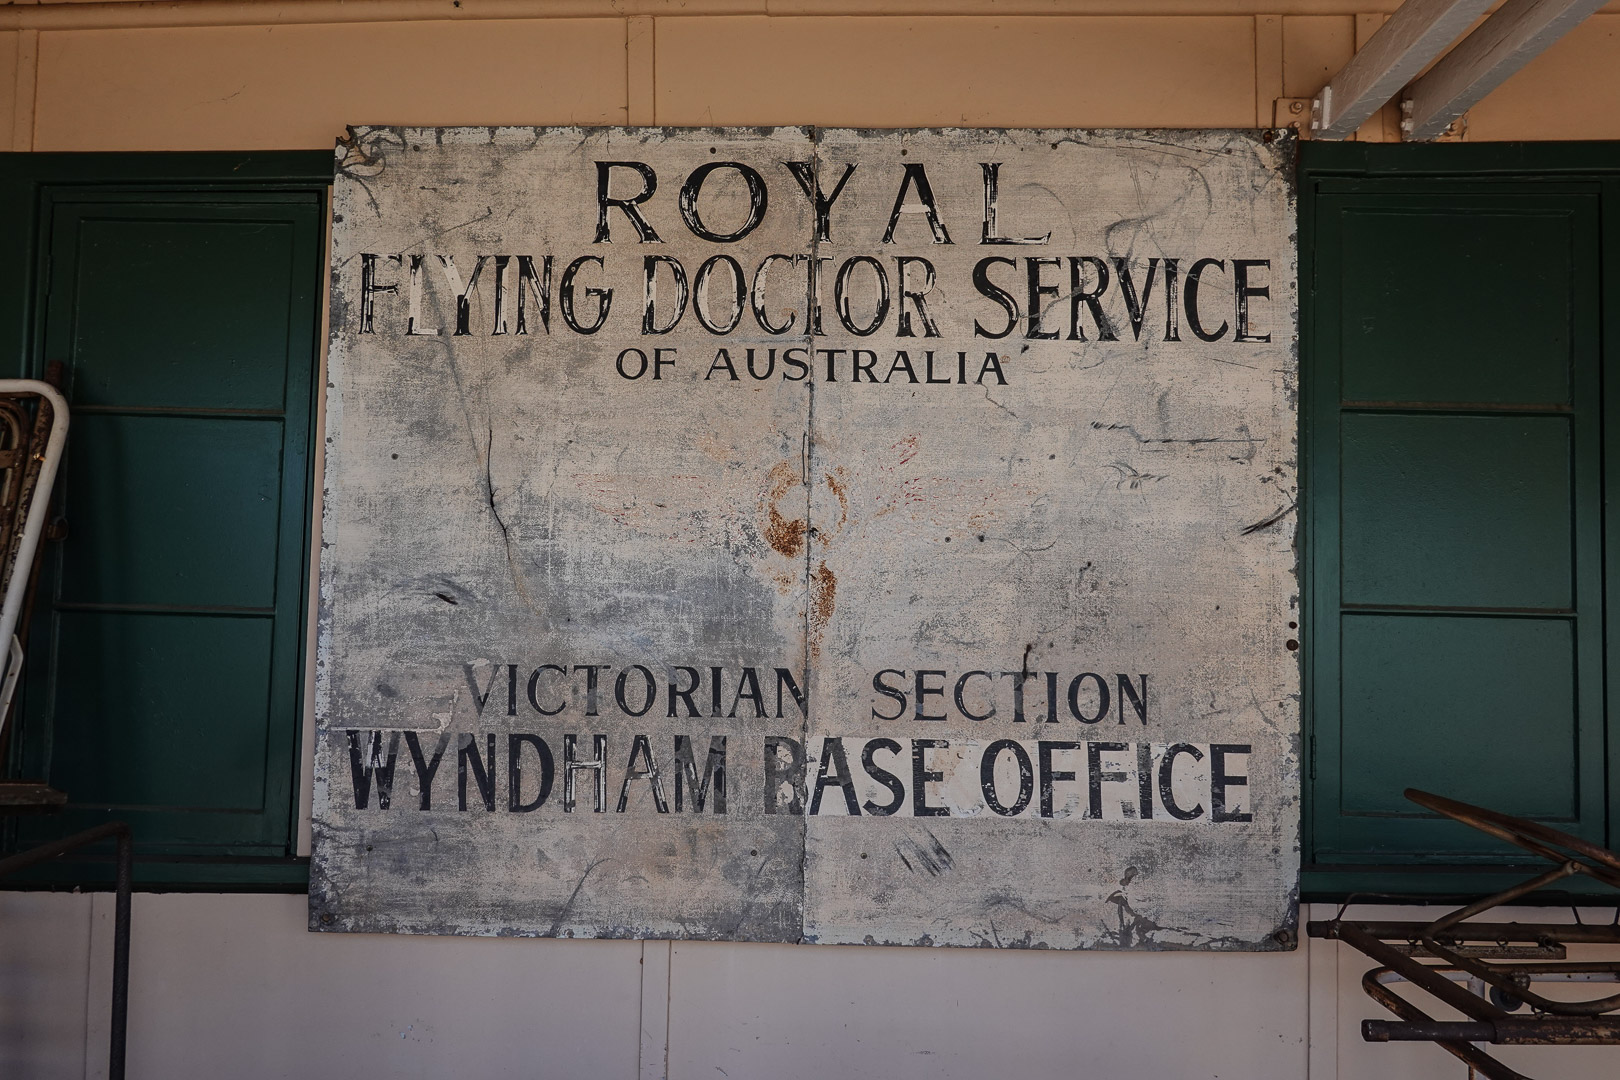 ROYAL
FLYING DOCTOR SERVICE
OF AUSTRALIA
VICTORIAN SECTION
WYNDHAM BASE OFFICE